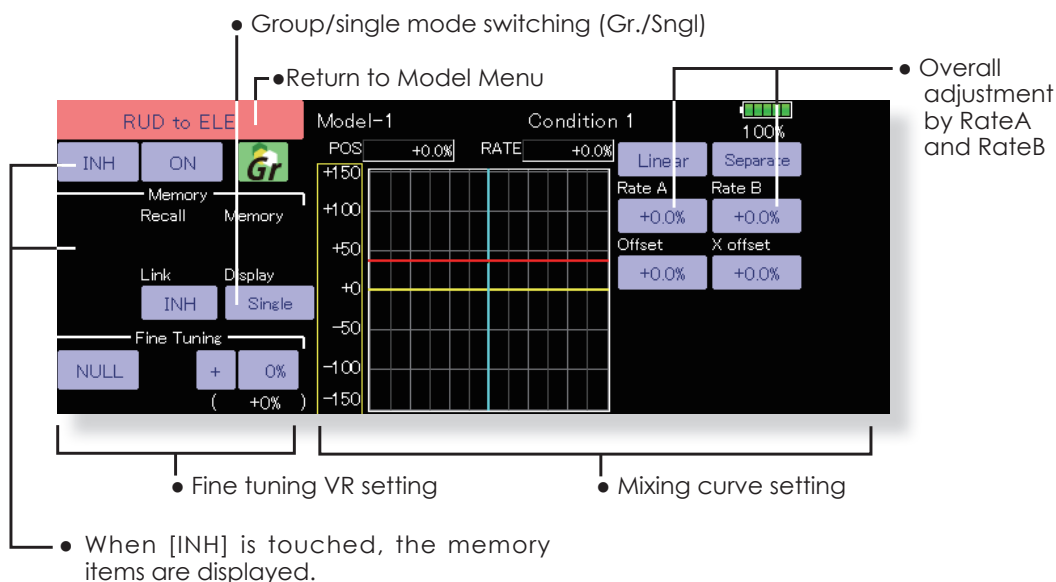 ● Group/single mode switching (Gr./Sngl)
●Return to Model Menu
● Overall
adjustment
by RateA
and RateB
RUD to ELE
Model-1
Condition 1
100%
INH
ON
Gr
POS
+0.0%
RATE
+0.0%
Linear
Separate
Memory
Recall
Memory
Rate A
Rate B
+0.0%
+0.0%
Offset
X offset
+0.0%
+0.0%
Link
Display
INH
Single
Fine Tuning
NULL
+
0%
( +0% )
+150
+100
+50
+0
-50
-100
-150
● Fine tuning VR setting
● Mixing curve setting
● When [INH] is touched, the memory
items are displayed.